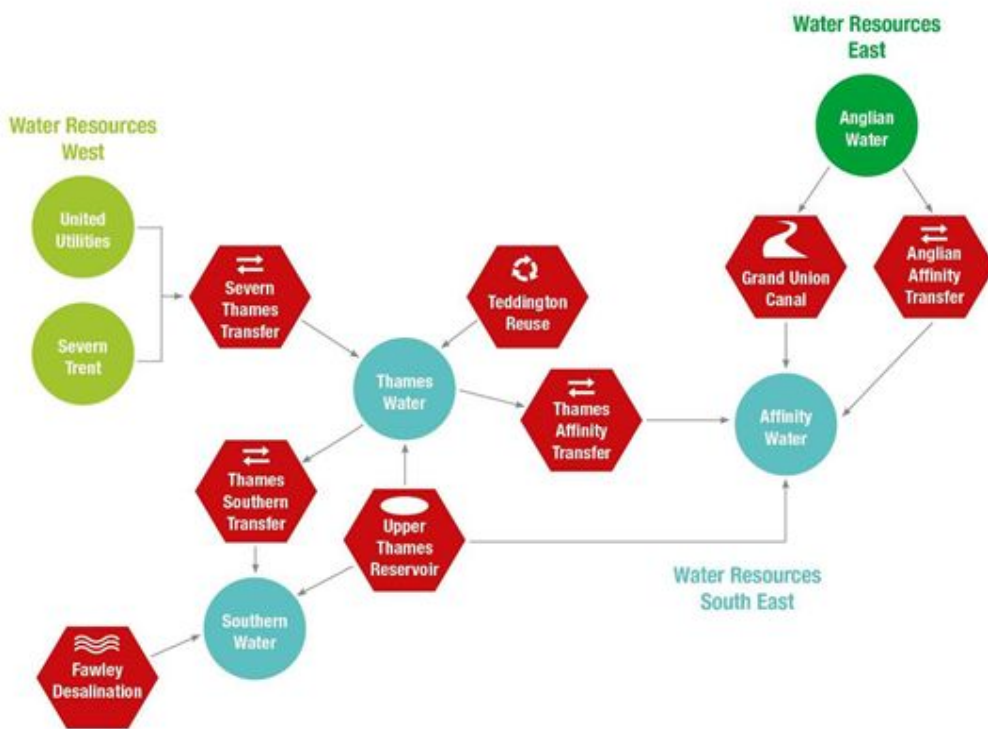 Water Resources
East
Anglian
Water
Water Resources
West
United
Utilities
Severn
Thames
Transfer
Teddington
Reuse
Grand Union
Canal
Anglian
Affinity
Transfer
Severn
Trent
Thames
Water
Thames
Affinity
Transfer
Affinity
Water
Thames
Southern
Transfer
Upper
Thames
Reservoir
Water Resources
South East
Southern
Water
Fawley
Desalination